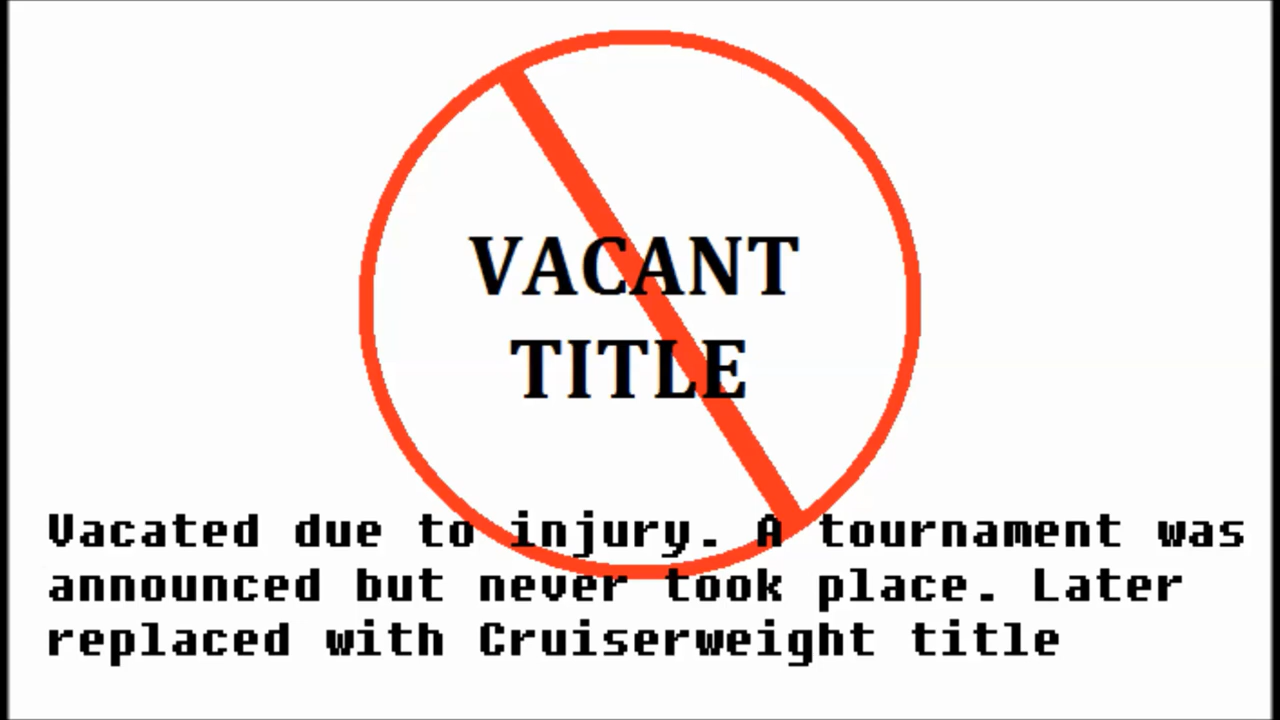 VACANT
TITLE
Vacated due to injury. A tournament was
announced but never took place. Later
replaced with Cruiserweight title